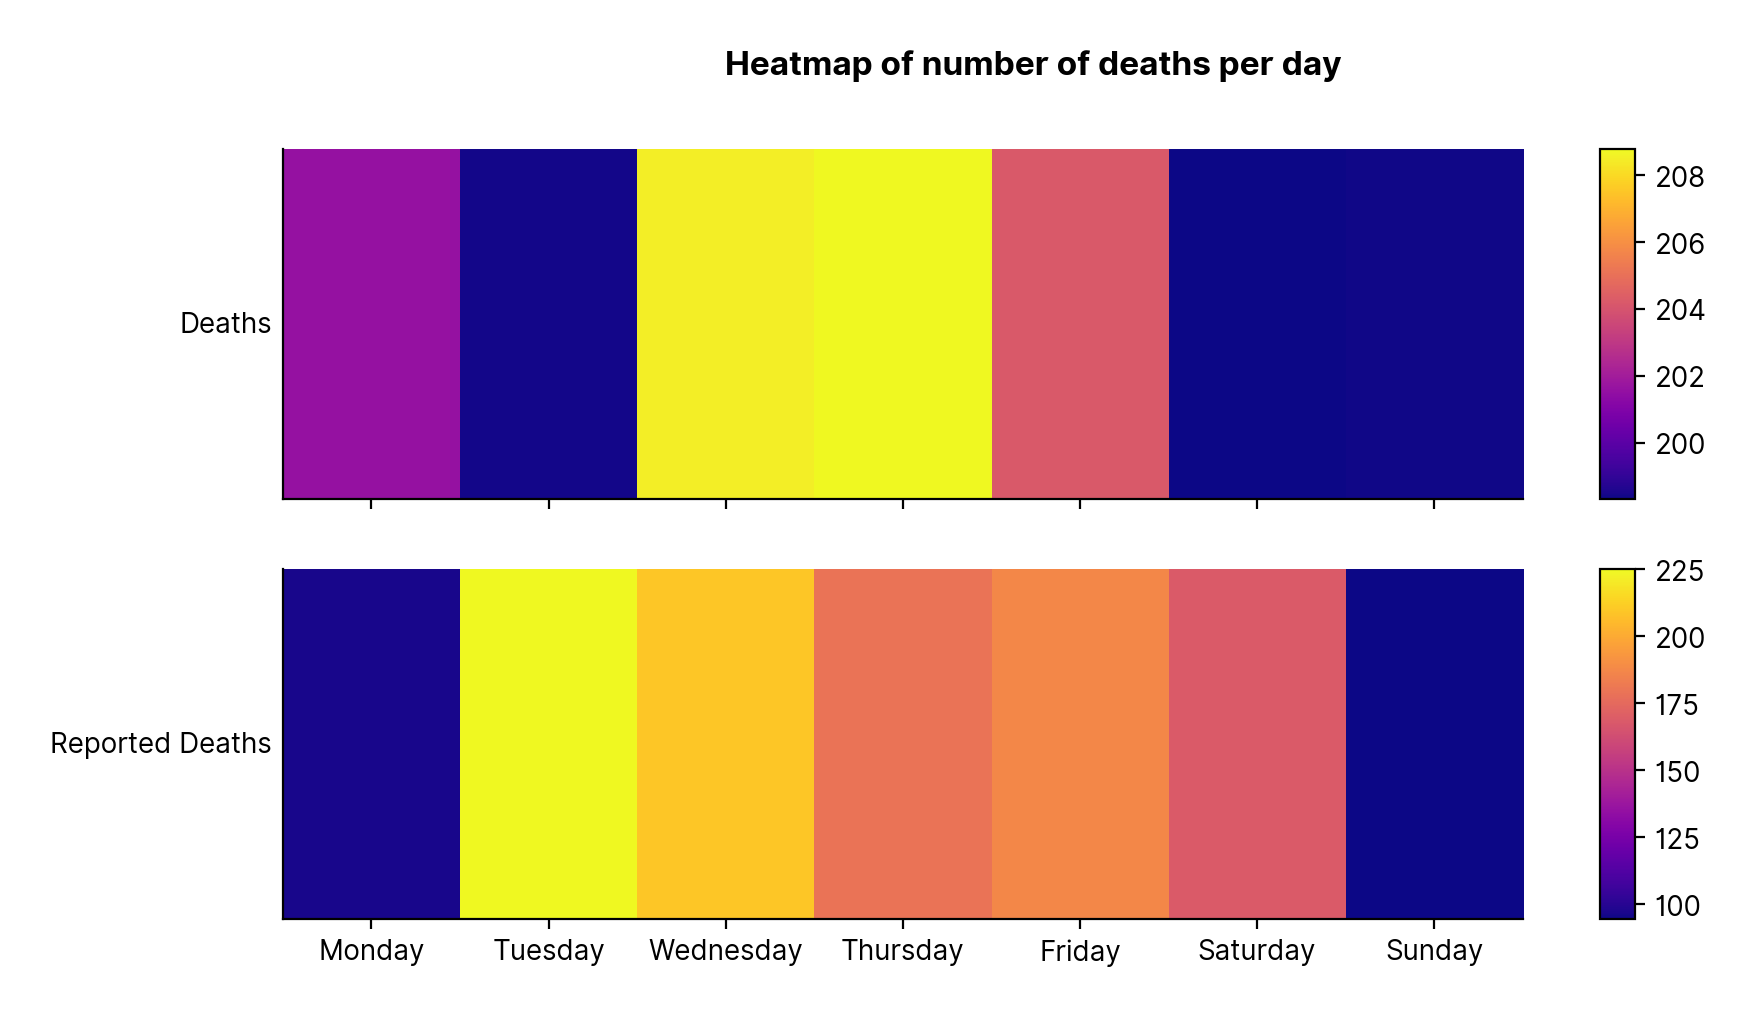 Heatmap of number of deaths per day
Deaths
208
206
204
202
200
Reported Deaths
225
200
175
150
125
100
Monday Tuesday Wednesday Thursday Friday Saturday Sunday